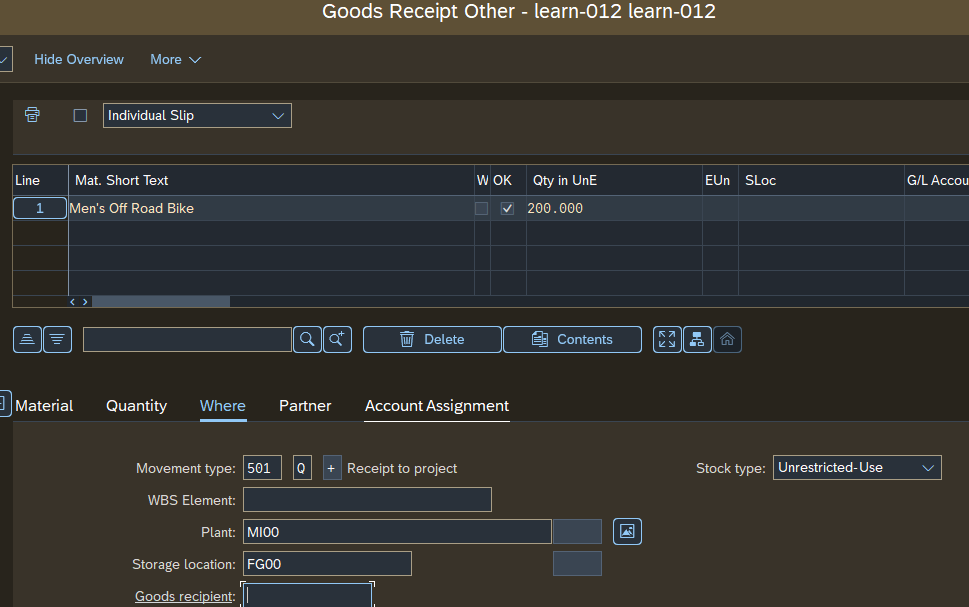 Goods Receipt Other - learn-012 learn-012
Hide Overview More
Individual Slip
Line Mat. Short Text W OK Qty in UnE EUn SLoc G/L Accou
1 Men's Off Road Bike 200.000
Delete Contents
Material Quantity Where Partner Account Assignment
Movement type: 501 Q + Receipt to project Stock type: Unrestricted-Use
WBS Element:
Plant: MI00
Storage location: FG00
Goods recipient: